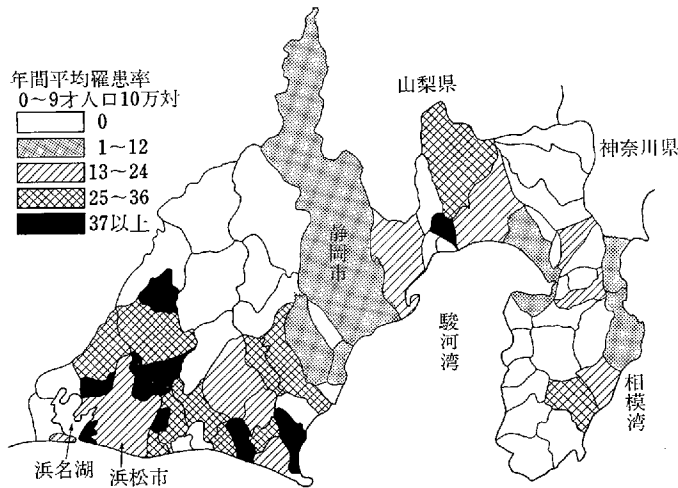 年間平均罹患率
0～9才人口10万対
0
1～12
13～24
25～36
37以上
山梨県
神奈川県
静岡市
駿河湾
相模湾
浜名湖
浜松市